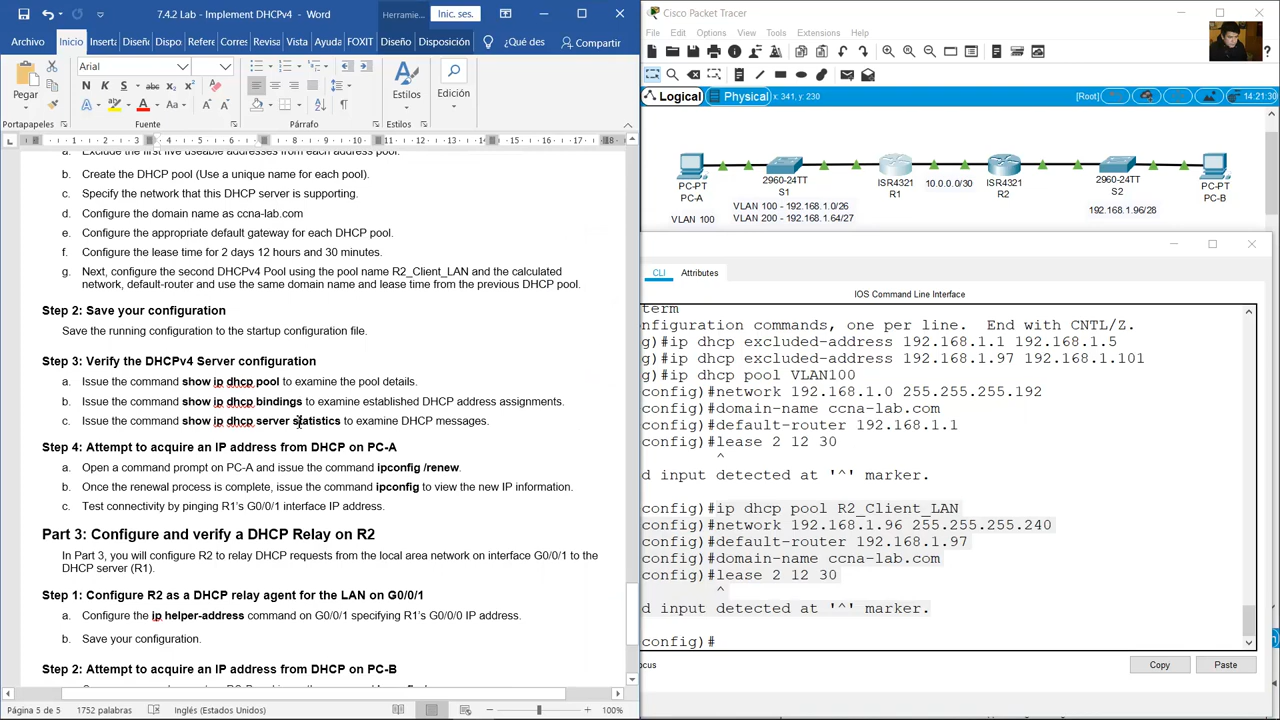 7.4.2 Lab - Implement DHCPv4 - Word
Herramie...
Inic. ses.
Archivo
Inicio
Insert
Diseño
Dispo
Refere
Corres
Revisa
Vista
Ayuda
FOXIT
Diseño
Disposición
¿Qué des
Compartir
Pegar
Arial
N K S
Estilos
Edición
Portapapeles
Fuente
Párrafo
Estilos
a. Exclude the first five useable addresses from each address pool.
b. Create the DHCP pool (Use a unique name for each pool).
c. Specify the network that this DHCP server is supporting.
d. Configure the domain name as ccna-lab.com
e. Configure the appropriate default gateway for each DHCP pool.
f. Configure the lease time for 2 days 12 hours and 30 minutes.
g. Next, configure the second DHCPv4 Pool using the pool name R2_Client_LAN and the calculated
network, default-router and use the same domain name and lease time from the previous DHCP pool.
Step 2: Save your configuration
Save the running configuration to the startup configuration file.
Step 3: Verify the DHCPv4 Server configuration
a. Issue the command show ip dhcp pool to examine the pool details.
b. Issue the command show ip dhcp bindings to examine established DHCP address assignments.
c. Issue the command show ip dhcp server statistics to examine DHCP messages.
Step 4: Attempt to acquire an IP address from DHCP on PC-A
a. Open a command prompt on PC-A and issue the command ipconfig /renew.
b. Once the renewal process is complete, issue the command ipconfig to view the new IP information.
c. Test connectivity by pinging R1's G0/0/1 interface IP address.
Part 3: Configure and verify a DHCP Relay on R2
In Part 3, you will configure R2 to relay DHCP requests from the local area network on interface G0/0/1 to the
DHCP server (R1).
Step 1: Configure R2 as a DHCP relay agent for the LAN on G0/0/1
a. Configure the ip helper-address command on G0/0/1 specifying R1's G0/0/0 IP address.
b. Save your configuration.
Step 2: Attempt to acquire an IP address from DHCP on PC-B
Página 5 de 5
1752 palabras
Inglés (Estados Unidos)
100%
Cisco Packet Tracer
File Edit Options View Tools Extensions Help
Logical
Physical
x: 341, y: 230
[Root]
14:21:30
PC-PT
PC-A
VLAN 100
2960-24TT
S1
VLAN 100 - 192.168.1.0/26
VLAN 200 - 192.168.1.64/27
ISR4321
R1
10.0.0.0/30
ISR4321
R2
2960-24TT
S2
192.168.1.96/28
PC-PT
PC-B
CLI
Attributes
IOS Command Line Interface
term
onfiguration commands, one per line.  End with CNTL/Z.
g)#ip dhcp excluded-address 192.168.1.1 192.168.1.5
g)#ip dhcp excluded-address 192.168.1.97 192.168.1.101
g)#ip dhcp pool VLAN100
config)#network 192.168.1.0 255.255.255.192
config)#domain-name ccna-lab.com
config)#default-router 192.168.1.1
config)#lease 2 12 30
^
d input detected at '^' marker.
config)#ip dhcp pool R2_Client_LAN
config)#network 192.168.1.96 255.255.255.240
config)#default-router 192.168.1.97
config)#domain-name ccna-lab.com
config)#lease 2 12 30
^
d input detected at '^' marker.
config)#
ocus
Copy
Paste